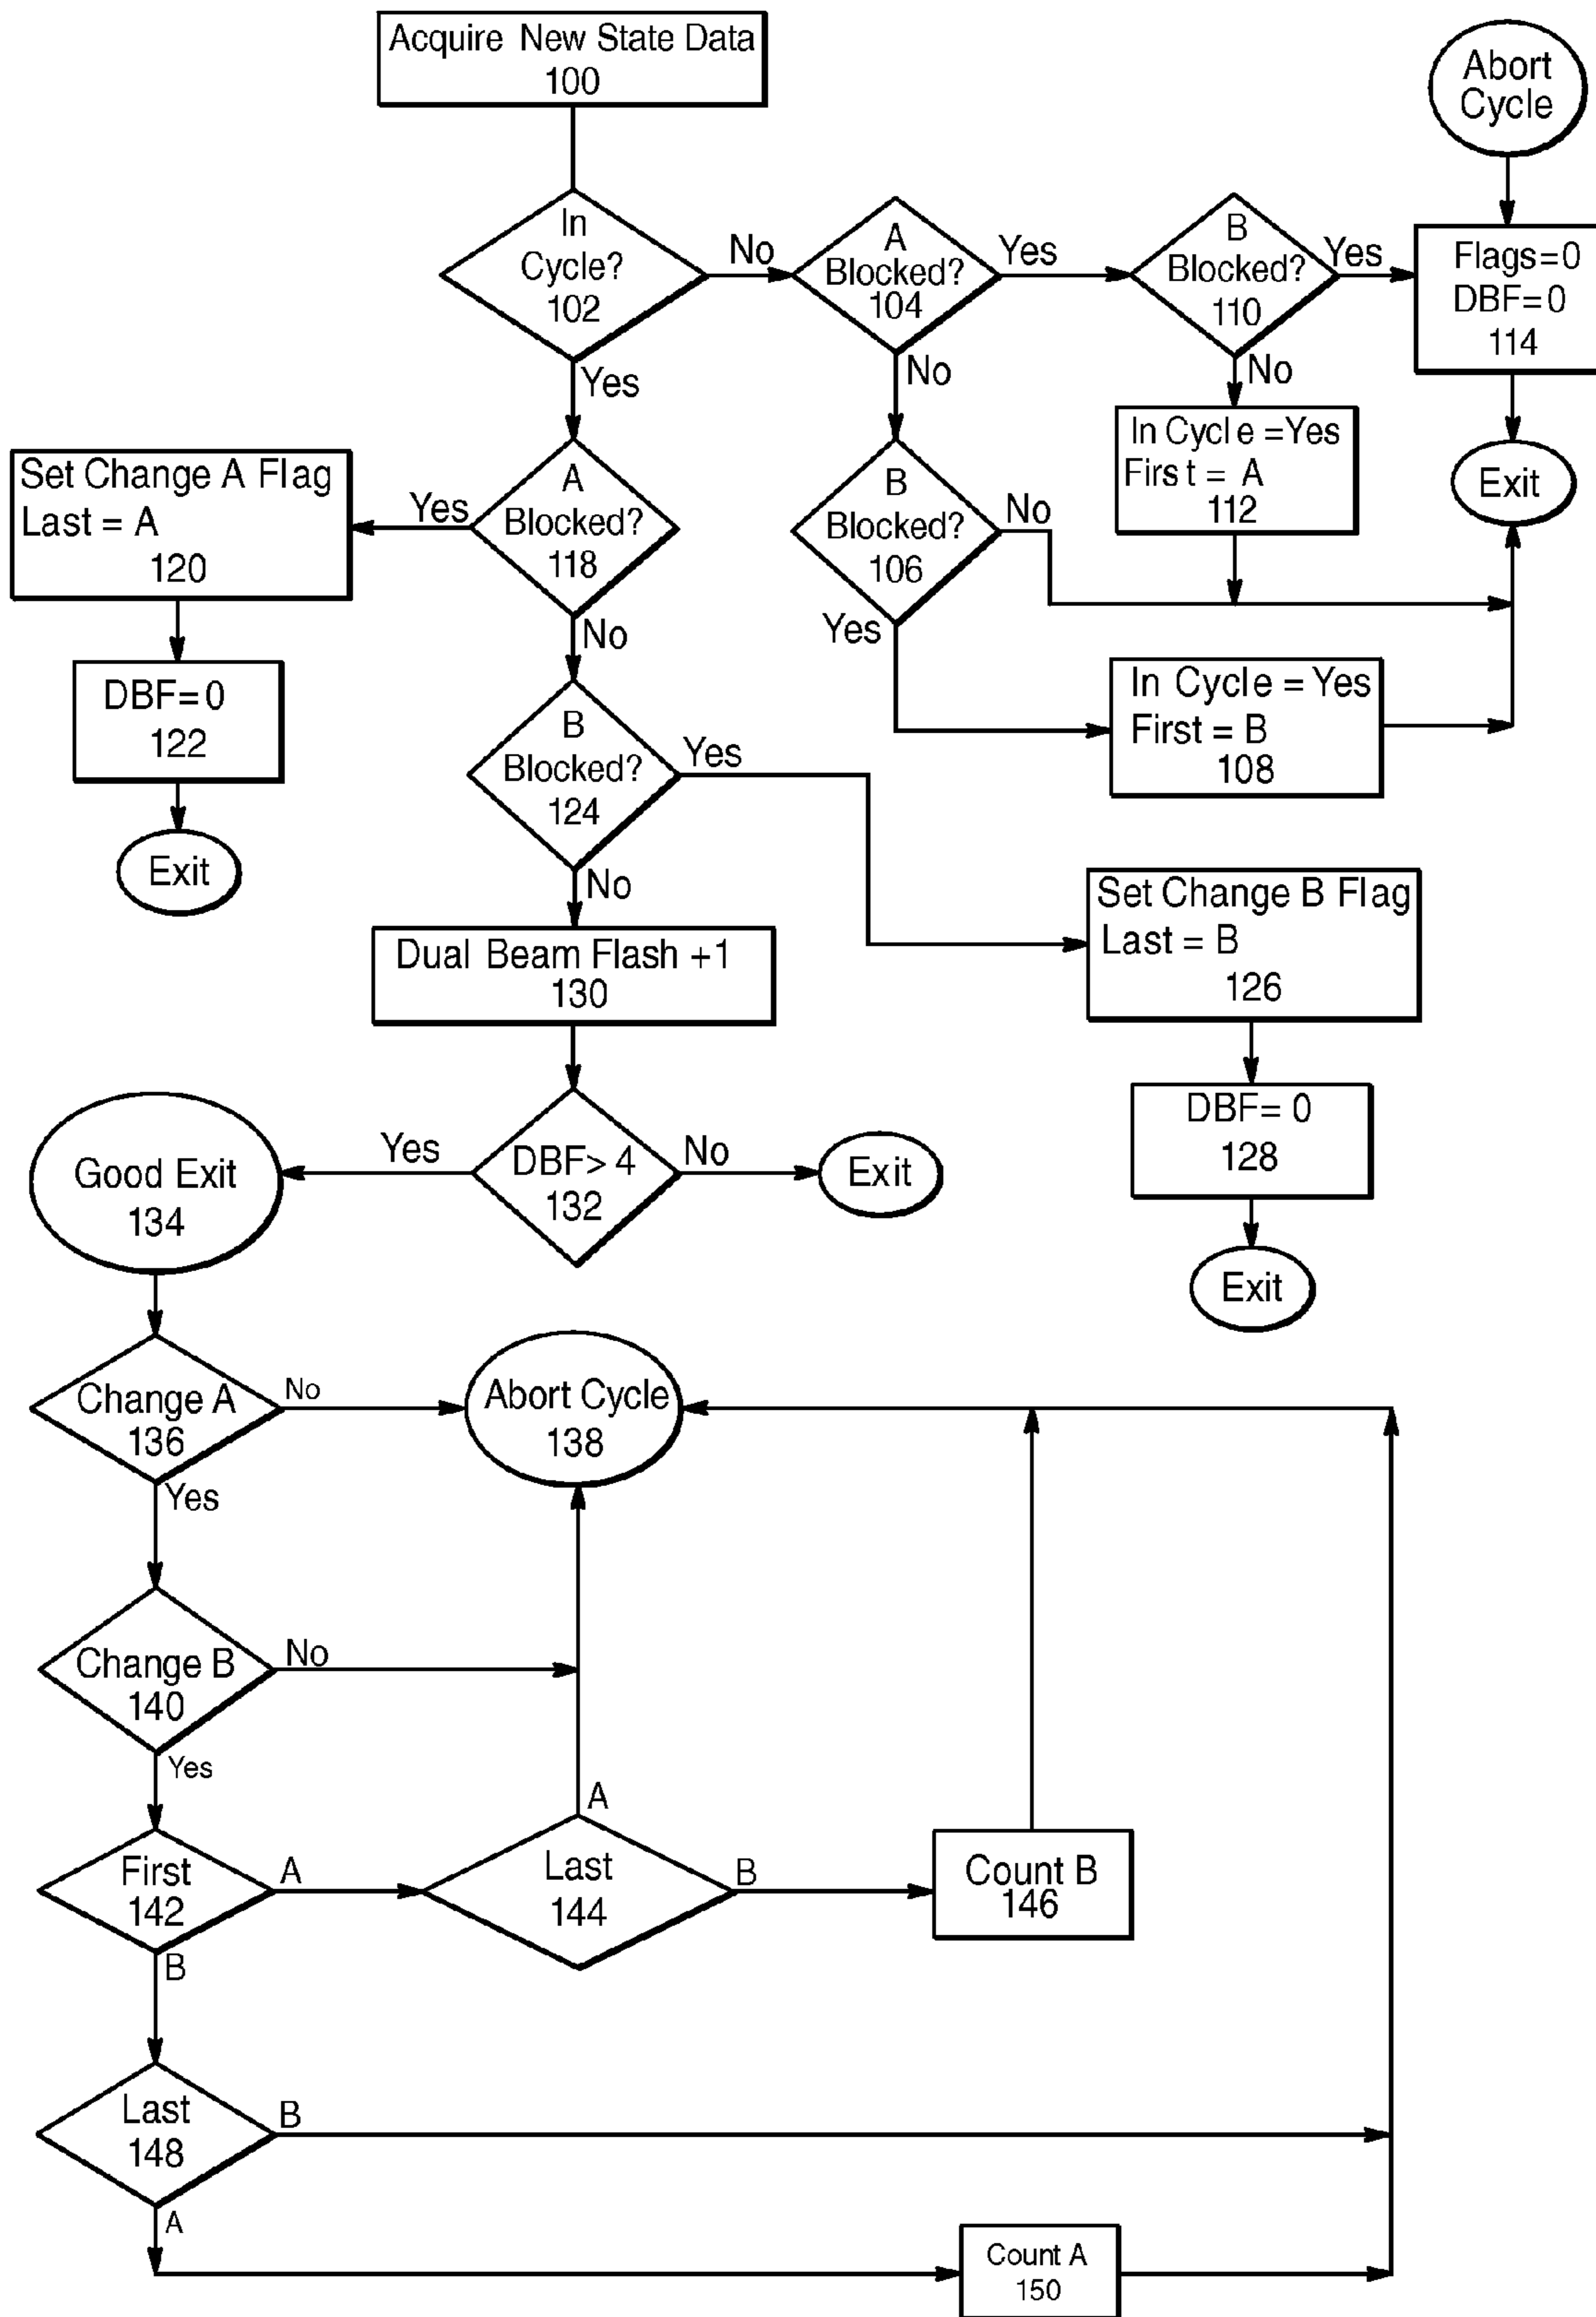 Acquire New State Data
100
Abort
Cycle
In
Cycle?
102
No
A
Blocked?
104
Yes
B
Blocked?
110
Yes
Flags=0
DBF=0
114
Yes
No
No
In Cycle =Yes
First = A
112
Exit
Set Change A Flag
Last = A
120
Yes
A
Blocked?
118
B
Blocked?
106
No
No
Yes
DBF=0
122
In Cycle = Yes
First = B
108
B
Blocked?
124
Yes
Exit
No
Set Change B Flag
Last = B
126
Dual Beam Flash +1
130
DBF= 0
128
Good Exit
134
Yes
DBF> 4
132
No
Exit
Exit
Change A
136
No
Abort Cycle
138
Yes
Change B
140
No
Yes
First
142
A
A
Last
144
B
Count B
146
B
Last
148
B
A
Count A
150